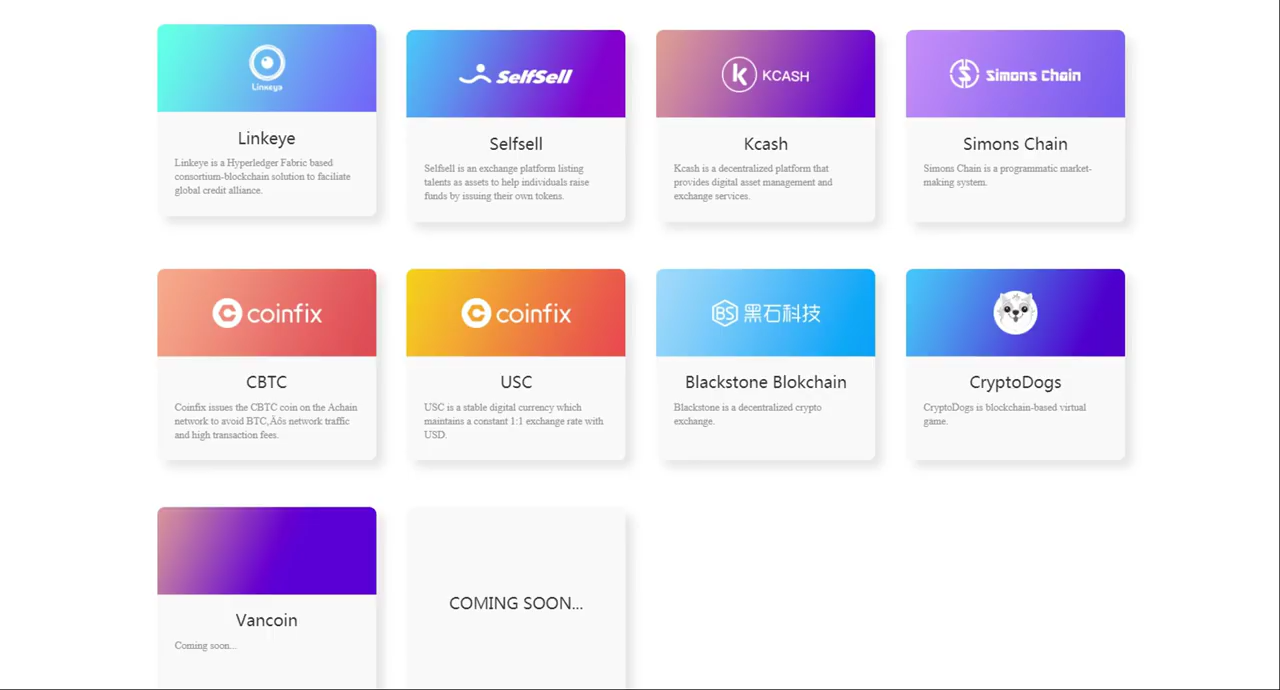 Linkeye
Linkeye
Linkeye is a Hyperledger Fabric based
consortium-blockchain solution to faciliate
global credit alliance.
SelfSell
Selfsell
Selfsell is an exchange platform listing
talents as assets to help individuals raise
funds by issuing their own tokens.
KCASH
Kcash
Kcash is a decentralized platform that
provides digital asset management and
exchange services.
Simons Chain
Simons Chain
Simons Chain is a programmatic market-
making system.
coinfix
CBTC
Coinfix issues the CBTC coin on the Achain
network to avoid BTC‚Äôs network traffic
and high transaction fees.
coinfix
USC
USC is a stable digital currency which
maintains a constant 1:1 exchange rate with
USD.
BS 黑石科技
Blackstone Blokchain
Blackstone is a decentralized crypto
exchange.
CryptoDogs
CryptoDogs is blockchain-based virtual
game.
Vancoin
Coming soon...
COMING SOON...